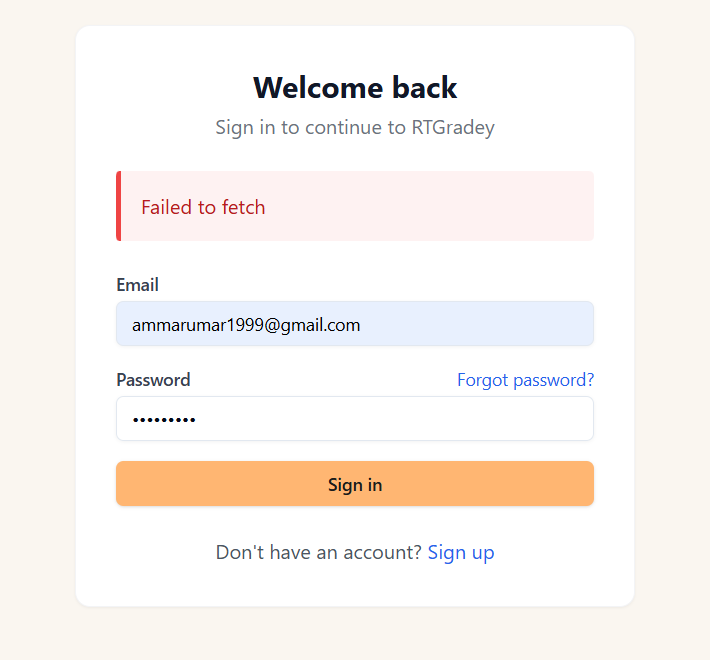 Welcome back
Sign in to continue to RTGradey
Failed to fetch
Email
ammarumar1999@gmail.com
Password Forgot password?
•••••••••
Sign in
Don't have an account? Sign up